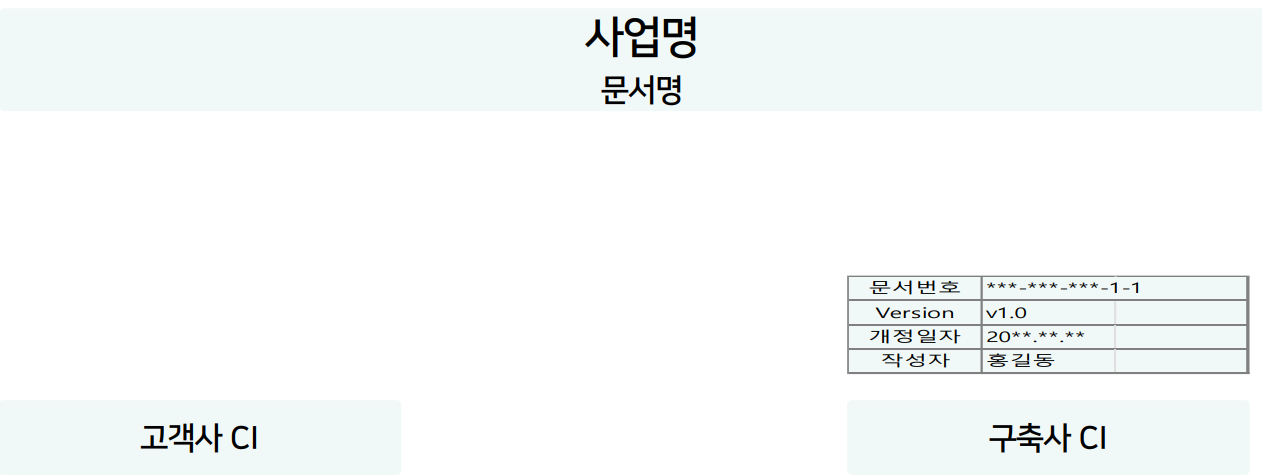 사업명
문서명
문서번호 ***-***-***-1-1
Version v1.0
개정일자 20**.**.**
작성자 홍길동
고객사 CI 구축사 CI